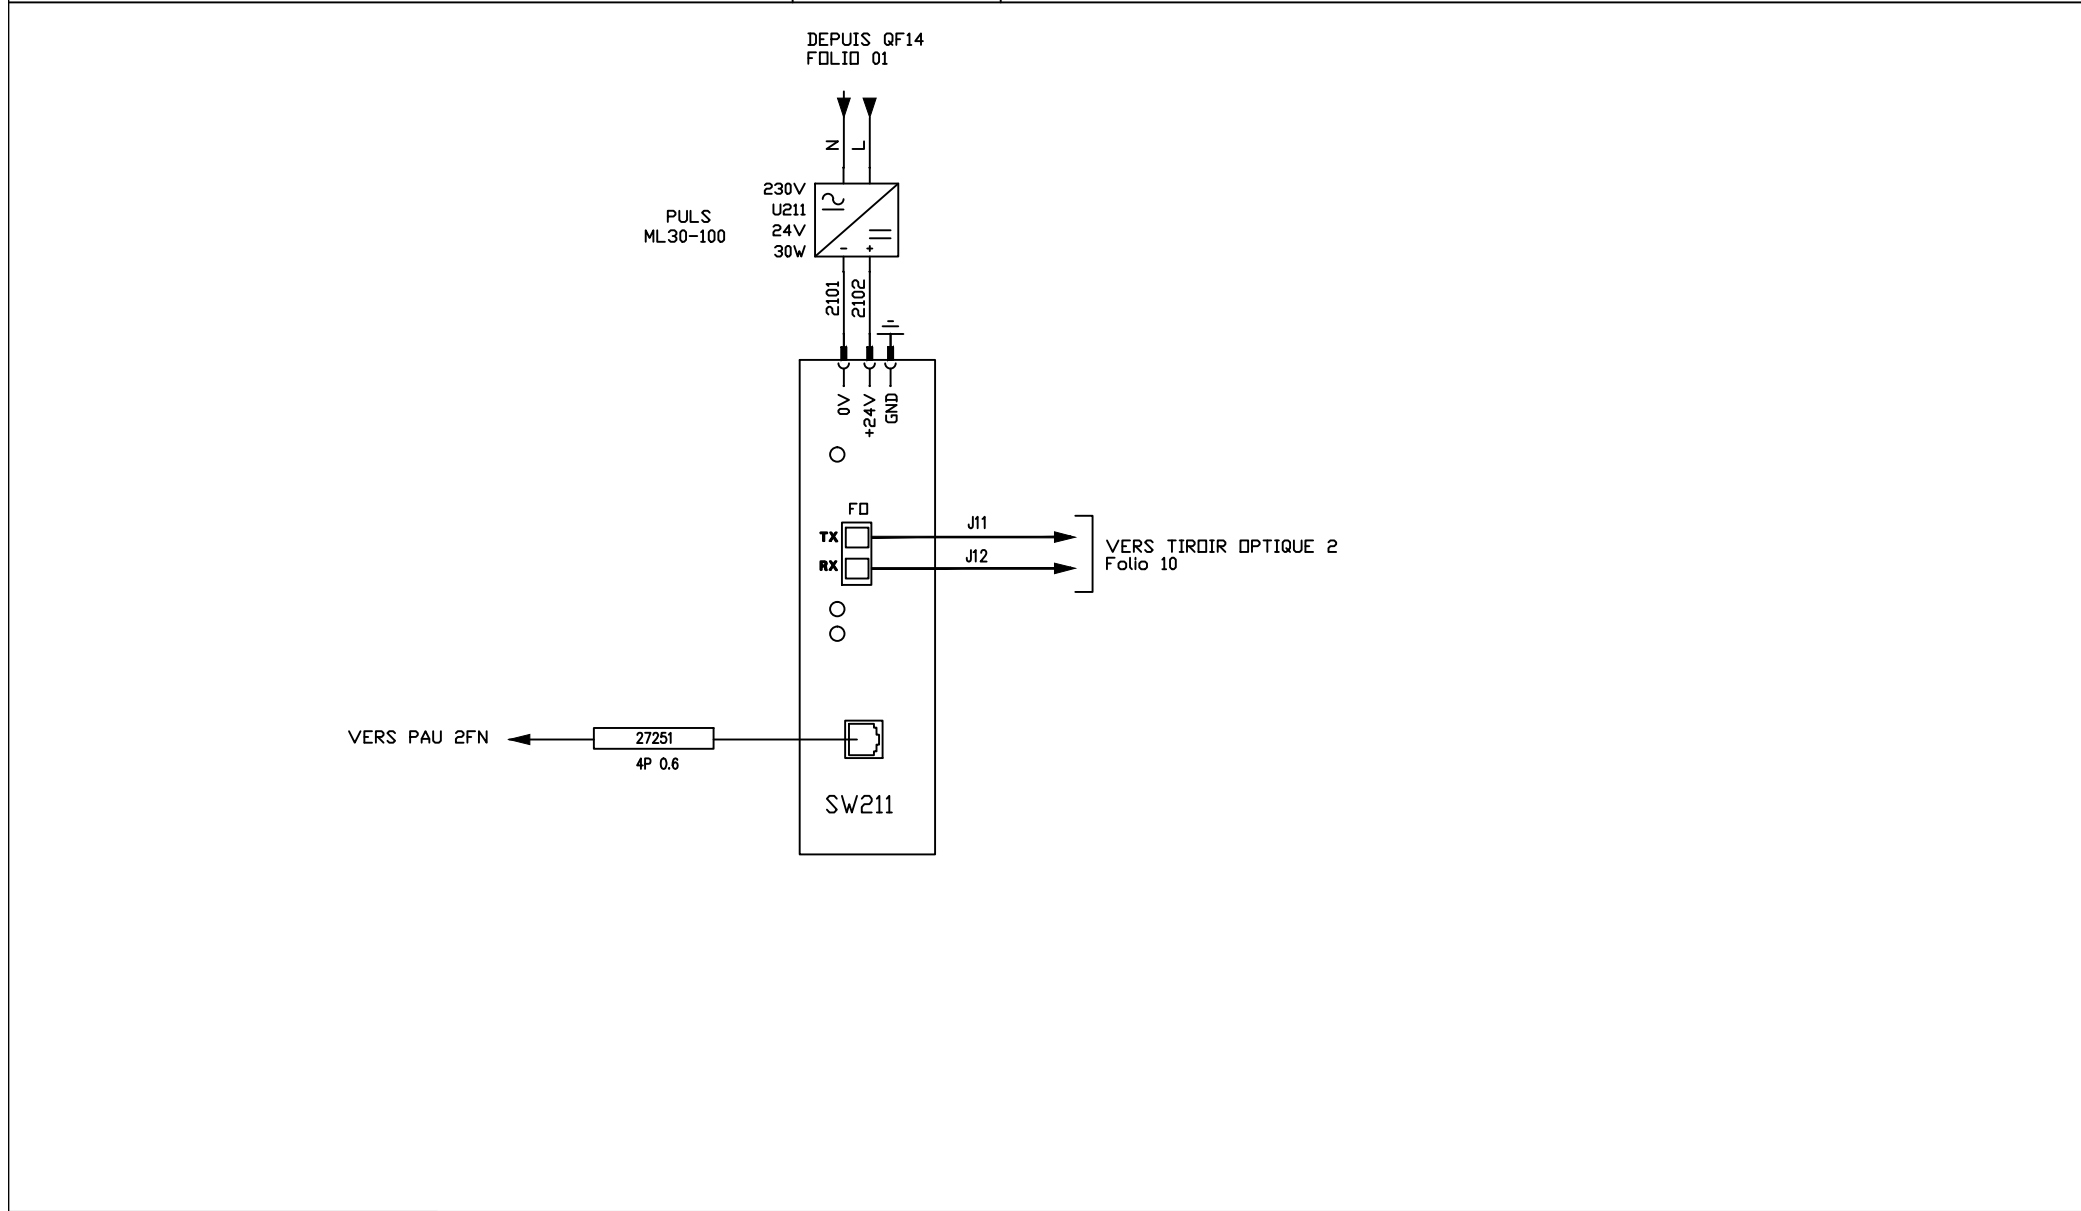 DEPUIS QF14
FOLIO 01
N
L
230V
U211
24V
30W
PULS
ML30-100
- +
2101
2102
0V
+24V
GND
FO
TX
RX
J11
J12
VERS TIROIR OPTIQUE 2
Folio 10
VERS PAU 2FN
27251
4P 0.6
SW211